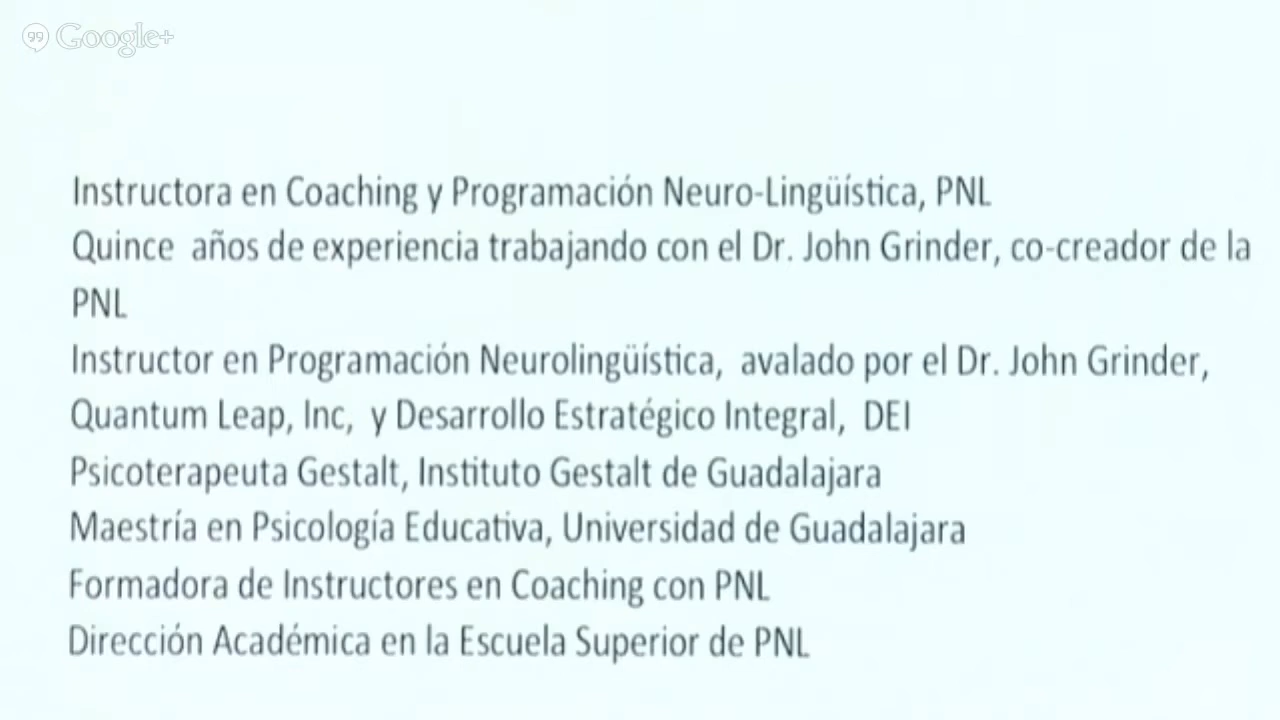 Google+
Instructora en Coaching y Programación Neuro-Lingüística, PNL
Quince años de experiencia trabajando con el Dr. John Grinder, co-creador de la
PNL
Instructor en Programación Neurolingüística, avalado por el Dr. John Grinder,
Quantum Leap, Inc, y Desarrollo Estratégico Integral, DEI
Psicoterapeuta Gestalt, Instituto Gestalt de Guadalajara
Maestría en Psicología Educativa, Universidad de Guadalajara
Formadora de Instructores en Coaching con PNL
Dirección Académica en la Escuela Superior de PNL